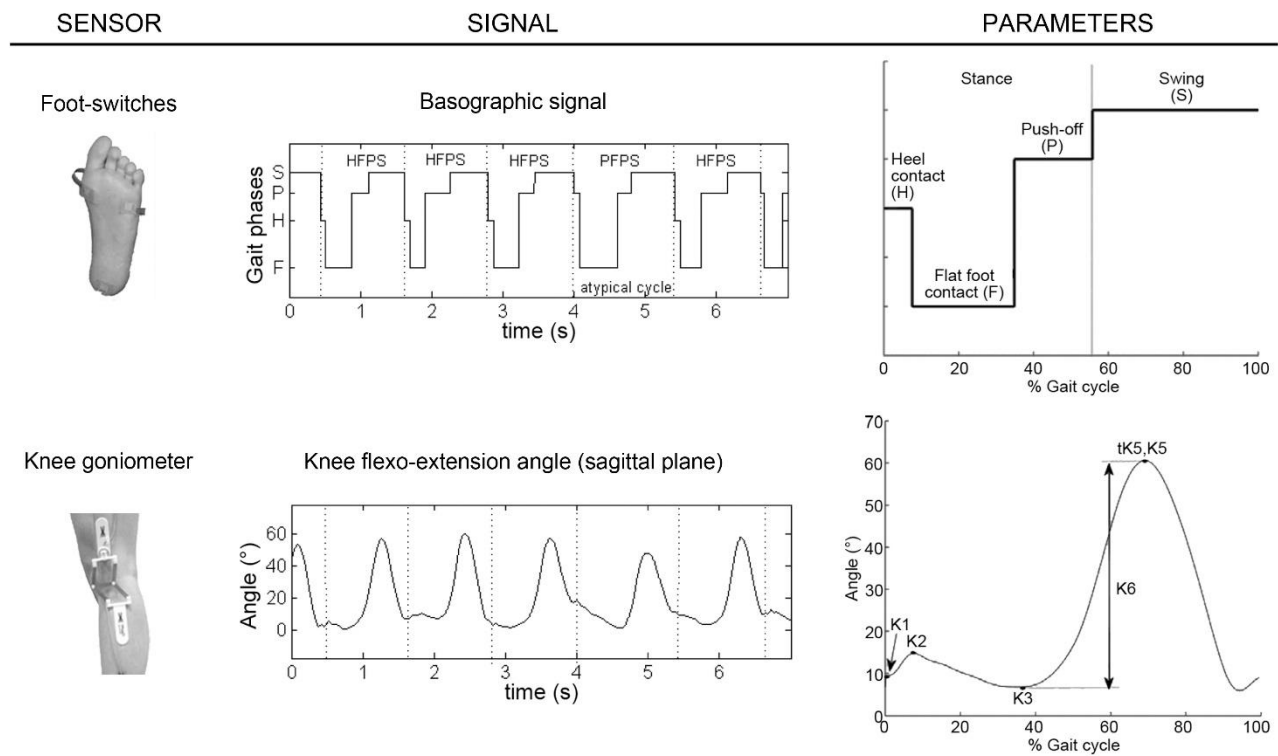 SENSOR SIGNAL PARAMETERS
Foot-switches
Basographic signal
HFPS HFPS HFPS PFPS HFPS
S
P
H
F
Gait phases
atypical cycle
0 1 2 3 4 5 6
time (s)
Stance
Swing
(S)
Push-off
(P)
Heel
contact
(H)
Flat foot
contact (F)
0 20 40 60 80 100
% Gait cycle
Knee goniometer
Knee flexo-extension angle (sagittal plane)
60
40
20
0
Angle (°)
0 1 2 3 4 5 6
time (s)
70
60
50
40
30
20
10
0
Angle (°)
tK5,K5
K6
K1
K2
K3
0 20 40 60 80 100
% Gait cycle